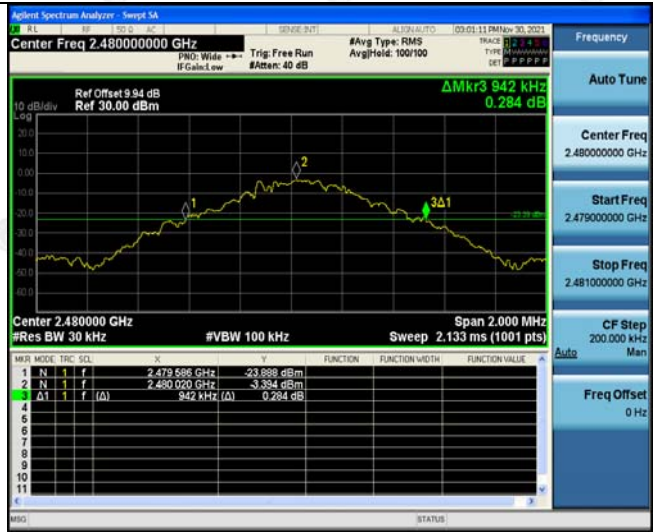 Agilent Spectrum Analyzer - Swept SA
RL RF 50 Ω AC SENSE:INT ALIGN AUTO 03:01:11 PM Nov 30, 2021
Center Freq 2.480000000 GHz
PNO: Wide
IFGain:Low
Trig: Free Run
#Atten: 40 dB
#Avg Type: RMS
Avg|Hold: 100/100
TRACE 1 2 3 4 5 6
TYPE M
DET P P P P P P
Frequency
Auto Tune
Center Freq
2.480000000 GHz
Start Freq
2.479000000 GHz
Stop Freq
2.481000000 GHz
CF Step
200.000 kHz
Auto Man
Freq Offset
0 Hz
ΔMkr3 942 kHz
0.284 dB
Ref Offset 9.94 dB
10 dB/div Ref 30.00 dBm
Log
20.0
10.0
0.00
-10.0
-20.0
-30.0
-40.0
-50.0
-60.0
1
2
3Δ1
-23.39 dBm
Center 2.480000 GHz Span 2.000 MHz
#Res BW 30 kHz #VBW 100 kHz Sweep 2.133 ms (1001 pts)
MKR MODE TRC SCL X Y FUNCTION FUNCTION WIDTH FUNCTION VALUE
1 N 1 f 2.479 586 GHz -23.888 dBm
2 N 1 f 2.480 020 GHz -3.394 dBm
3 Δ1 1 f (Δ) 942 kHz (Δ) 0.284 dB
4
5
6
7
8
9
10
11
MSG STATUS